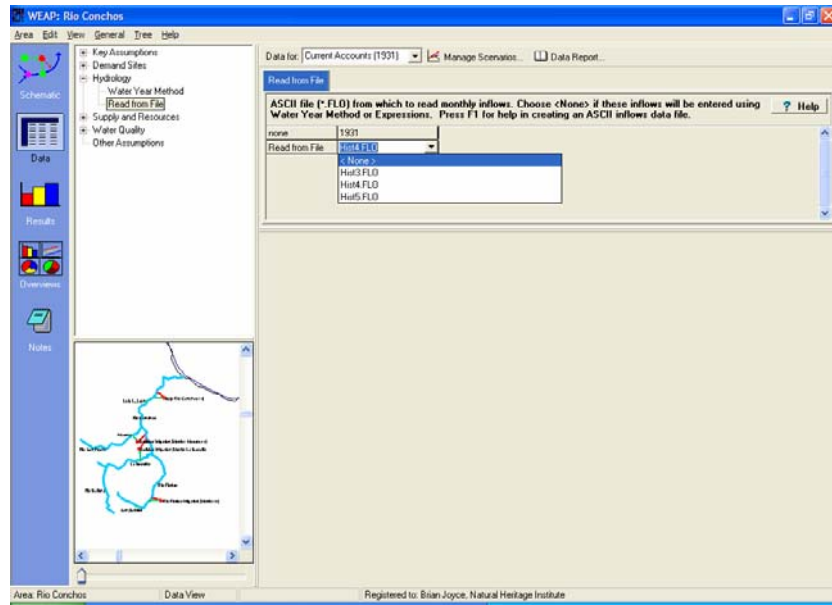 WEAP: Rio Conchos
Area Edit View General Tree Help
Schematic
Data
Results
Overviews
Notes
Key Assumptions
Demand Sites
Hydrology
Water Year Method
Read from File
Supply and Resources
Water Quality
Other Assumptions
Data for: Current Accounts (1931) Manage Scenarios... Data Report...
Read from File
ASCII file (*.FLO) from which to read monthly inflows. Choose <None> if these inflows will be entered using
Water Year Method or Expressions. Press F1 for help in creating an ASCII inflows data file.
? Help
none 1931
Read from File Hist4.FLO
< None >
Hist3.FLO
Hist4.FLO
Hist5.FLO
Area: Rio Conchos Data View Registered to: Brian Joyce, Natural Heritage Institute